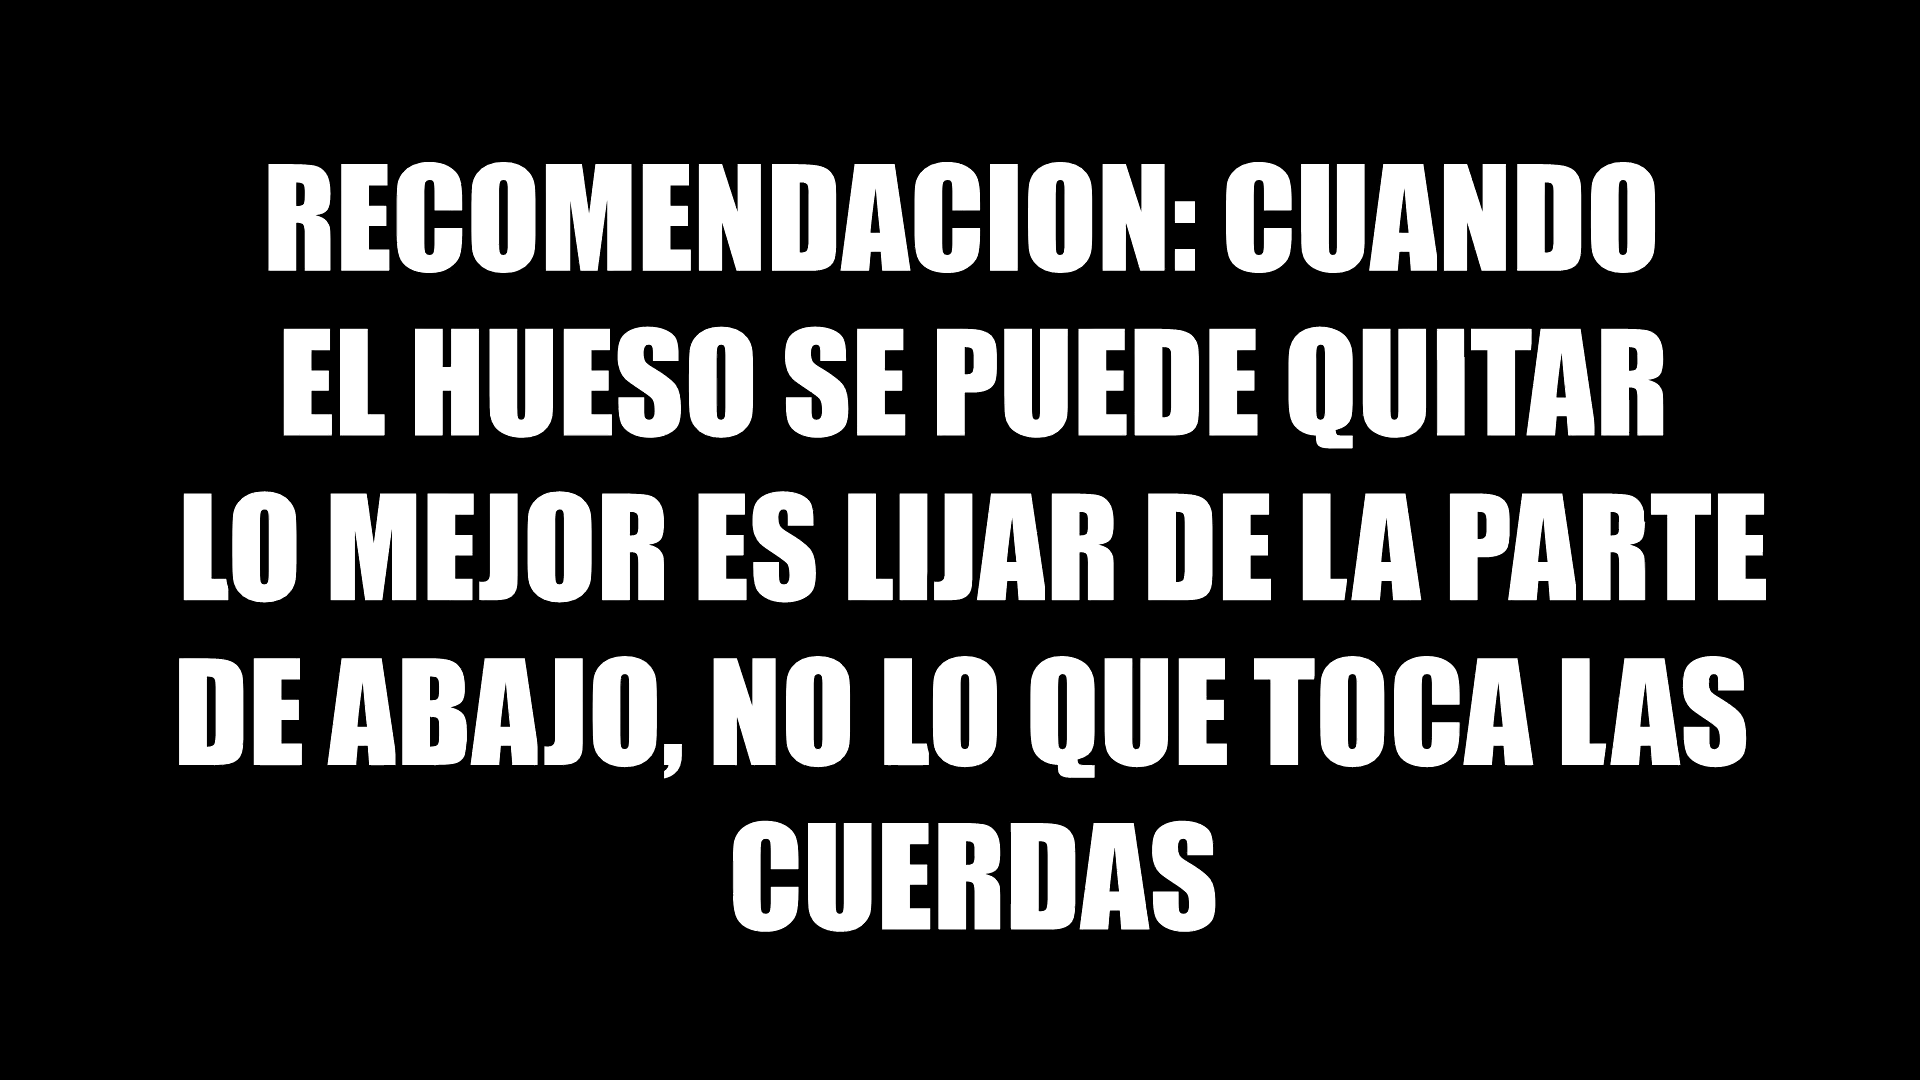 RECOMENDACION: CUANDO
EL HUESO SE PUEDE QUITAR
LO MEJOR ES LIJAR DE LA PARTE
DE ABAJO, NO LO QUE TOCA LAS
CUERDAS